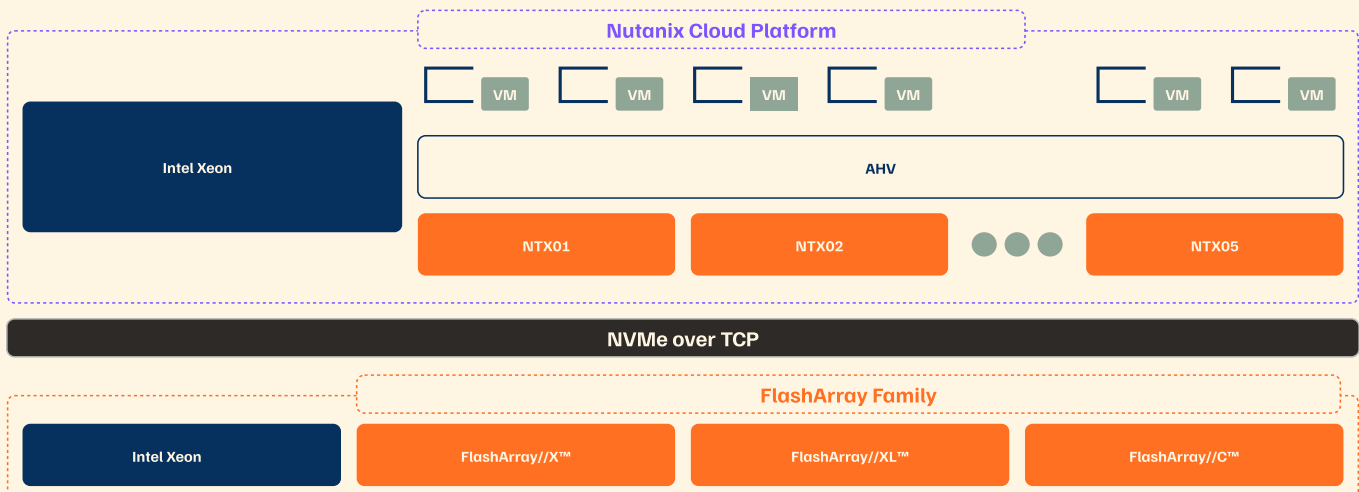 Nutanix Cloud Platform
VM VM VM VM VM VM
Intel Xeon
AHV
NTX01 NTX02 NTX05
NVMe over TCP
FlashArray Family
Intel Xeon FlashArray//X™ FlashArray//XL™ FlashArray//C™